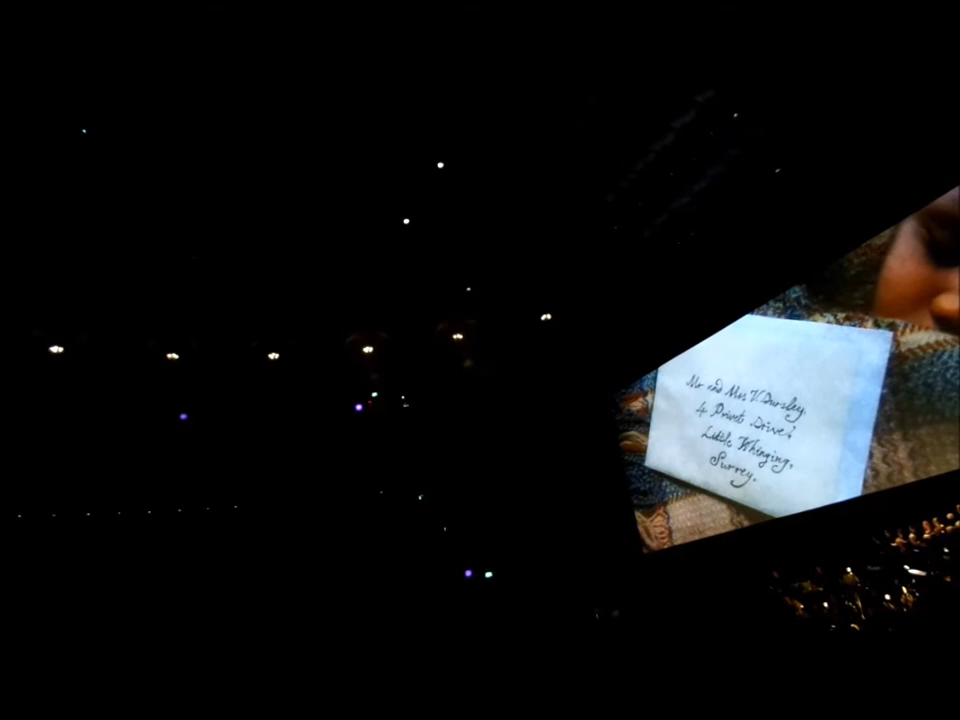 Mr and Mrs V. Dursley,
4 Privet Drive,
Little Whinging,
Surrey.